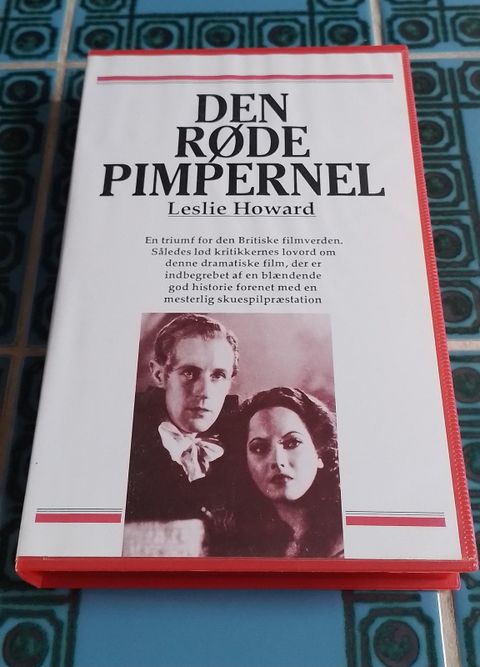 DEN
RØDE
PIMPERNEL
Leslie Howard
En triumf for den Britiske filmverden.
Således lød kritikkernes lovord om
denne dramatiske film, der er
indbegrebet af en blændende
god historie forenet med en
mesterlig skuespilpræstation